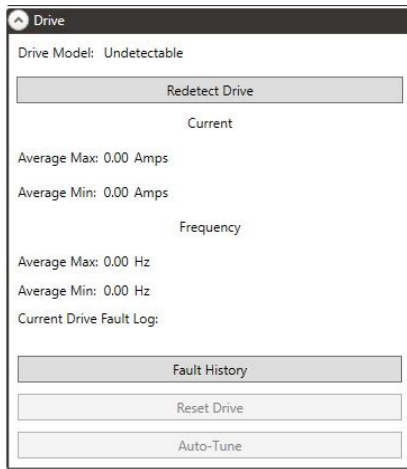 Drive
Drive Model: Undetectable
Redetect Drive
Current
Average Max: 0.00 Amps
Average Min: 0.00 Amps
Frequency
Average Max: 0.00 Hz
Average Min: 0.00 Hz
Current Drive Fault Log:
Fault History
Reset Drive
Auto-Tune